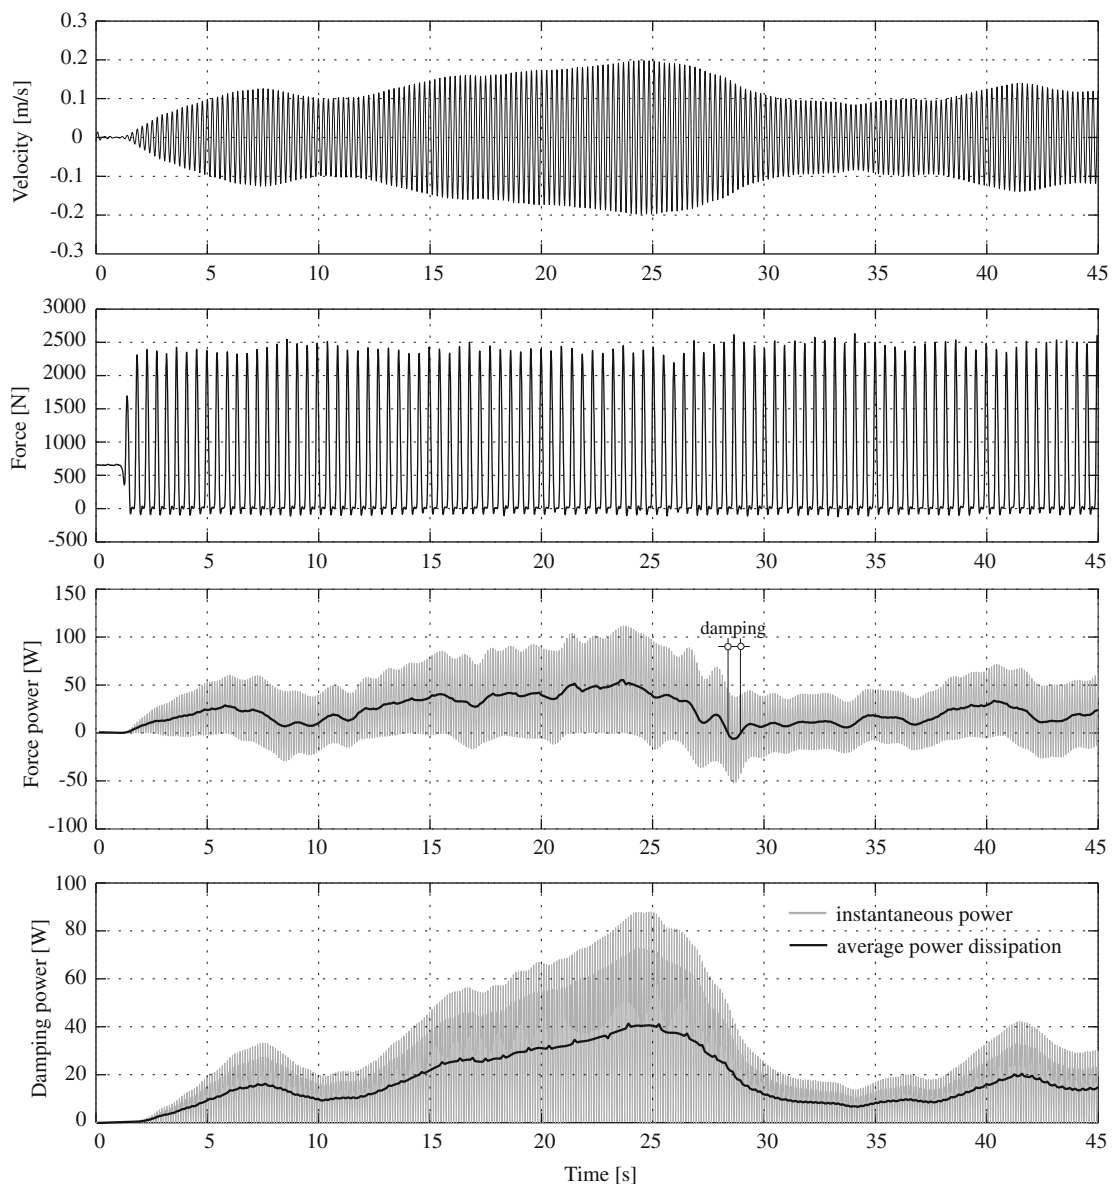 0.3
0.2
0.1
0
-0.1
-0.2
-0.3
Velocity [m/s]
0 5 10 15 20 25 30 35 40 45
3000
2500
2000
1500
1000
500
0
-500
Force [N]
0 5 10 15 20 25 30 35 40 45
150
100
50
0
-50
-100
Force power [W]
damping
0 5 10 15 20 25 30 35 40 45
100
80
60
40
20
0
Damping power [W]
instantaneous power
average power dissipation
0 5 10 15 20 25 30 35 40 45
Time [s]